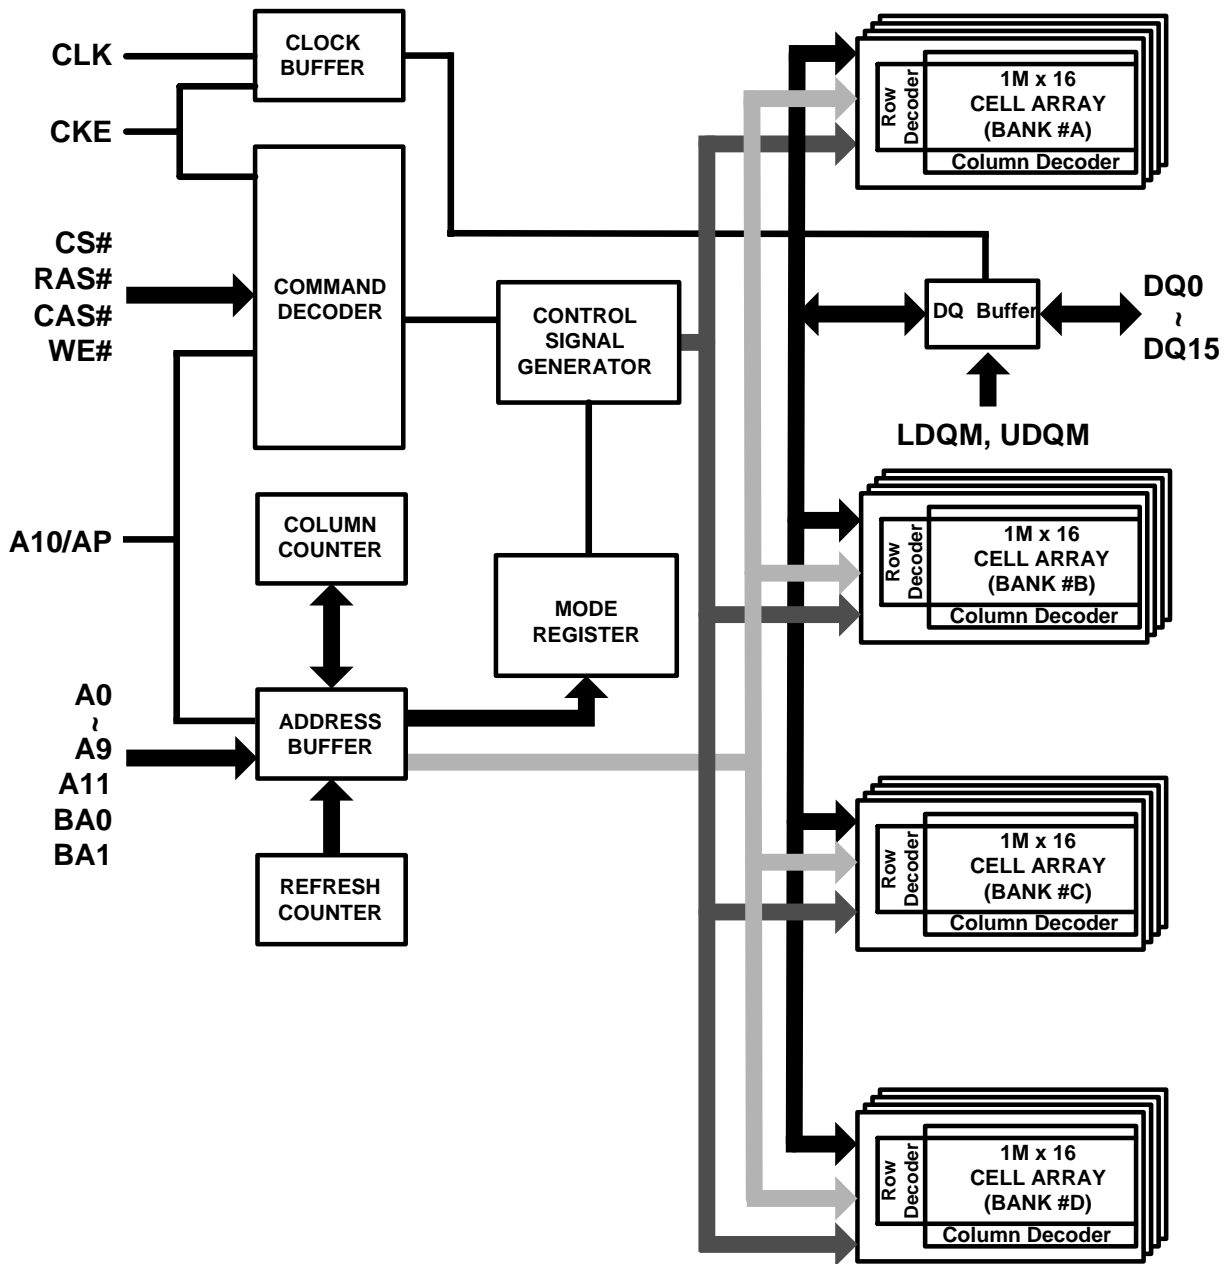 CLK
CKE
CLOCK
BUFFER
CS#
RAS#
CAS#
WE#
COMMAND
DECODER
CONTROL
SIGNAL
GENERATOR
A10/AP
COLUMN
COUNTER
MODE
REGISTER
A0
~
A9
A11
BA0
BA1
ADDRESS
BUFFER
REFRESH
COUNTER
Row
Decoder
1M x 16
CELL ARRAY
(BANK #A)
Column Decoder
DQ Buffer
DQ0
~
DQ15
LDQM, UDQM
Row
Decoder
1M x 16
CELL ARRAY
(BANK #B)
Column Decoder
Row
Decoder
1M x 16
CELL ARRAY
(BANK #C)
Column Decoder
Row
Decoder
1M x 16
CELL ARRAY
(BANK #D)
Column Decoder